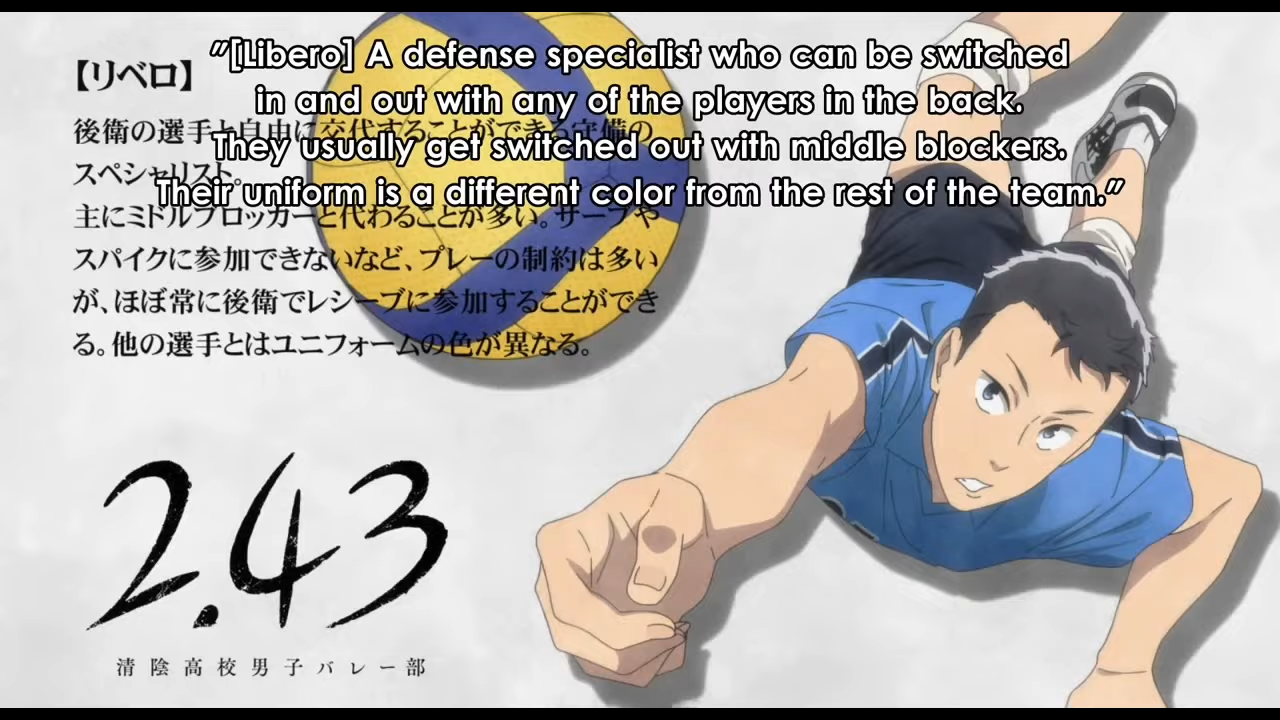 "[Libero] A defense specialist who can be switched
in and out with any of the players in the back.
They usually get switched out with middle blockers.
Their uniform is a different color from the rest of the team."
【リベロ】
後衛の選手と自由に交代することができる守備の
スペシャリスト。
主にミドルブロッカーと代わることが多い。サーブや
スパイクに参加できないなど、プレーの制約は多い
が、ほぼ常に後衛でレシーブに参加することができ
る。他の選手とはユニフォームの色が異なる。
2.43
清陰高校男子バレー部